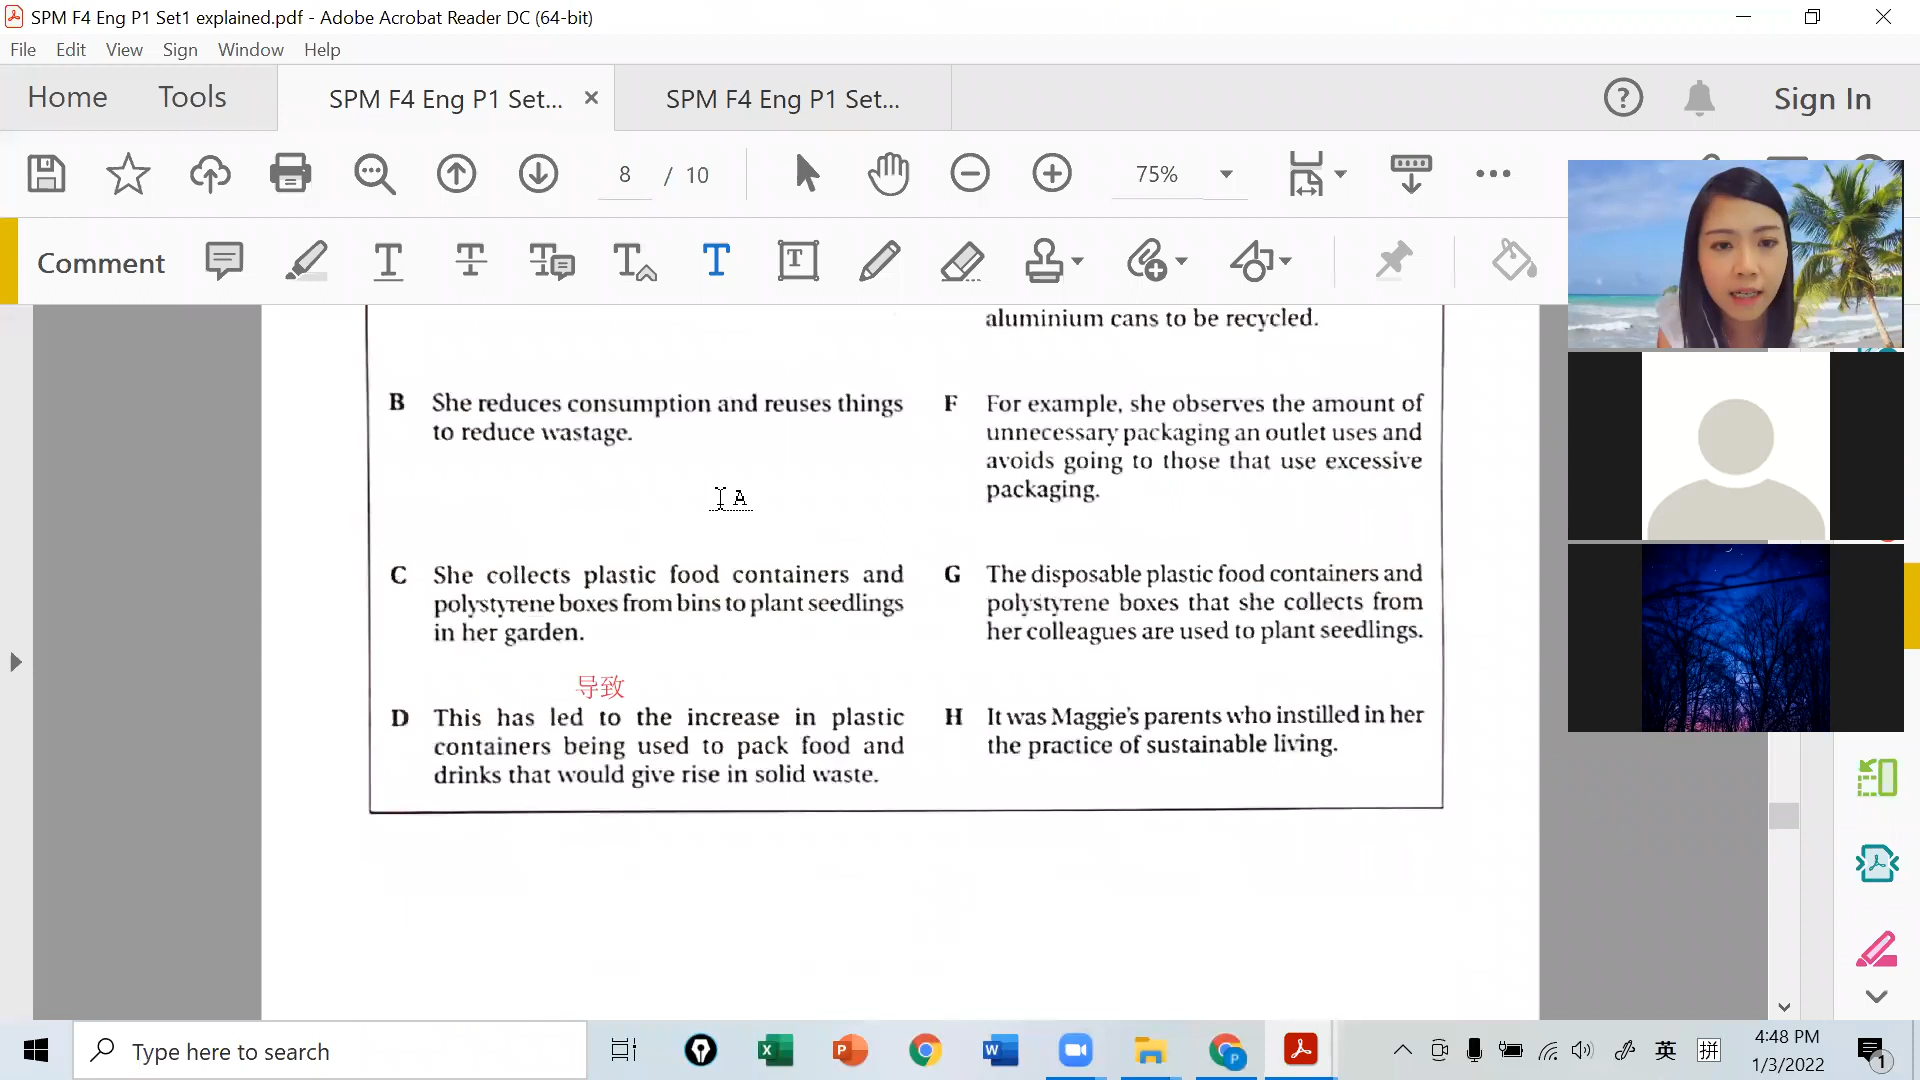 SPM F4 Eng P1 Set1 explained.pdf - Adobe Acrobat Reader DC (64-bit)
File Edit View Sign Window Help
Home Tools SPM F4 Eng P1 Set... × SPM F4 Eng P1 Set... Sign In
8 / 10 75%
Comment
aluminium cans to be recycled.
B She reduces consumption and reuses things
to reduce wastage.
F For example, she observes the amount of
unnecessary packaging an outlet uses and
avoids going to those that use excessive
packaging.
C She collects plastic food containers and
polystyrene boxes from bins to plant seedlings
in her garden.
G The disposable plastic food containers and
polystyrene boxes that she collects from
her colleagues are used to plant seedlings.
导致
D This has led to the increase in plastic
containers being used to pack food and
drinks that would give rise in solid waste.
H It was Maggie's parents who instilled in her
the practice of sustainable living.
Type here to search
英 拼
4:48 PM
1/3/2022
1